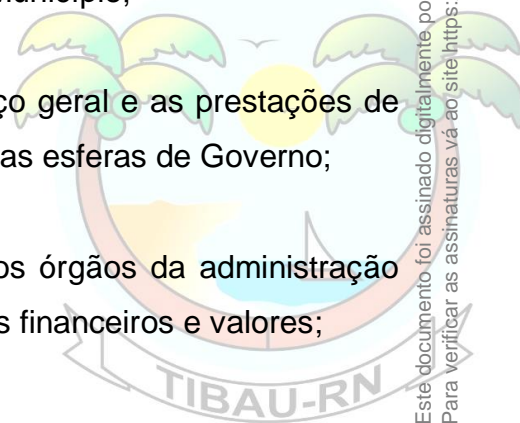 unicípio;
ço geral e as prestações de
as esferas de Governo;
os órgãos da administração
s financeiros e valores;
TIBAU-RN
Este documento foi assinado digitalmente po
Para verificar as assinaturas vá ao site https: